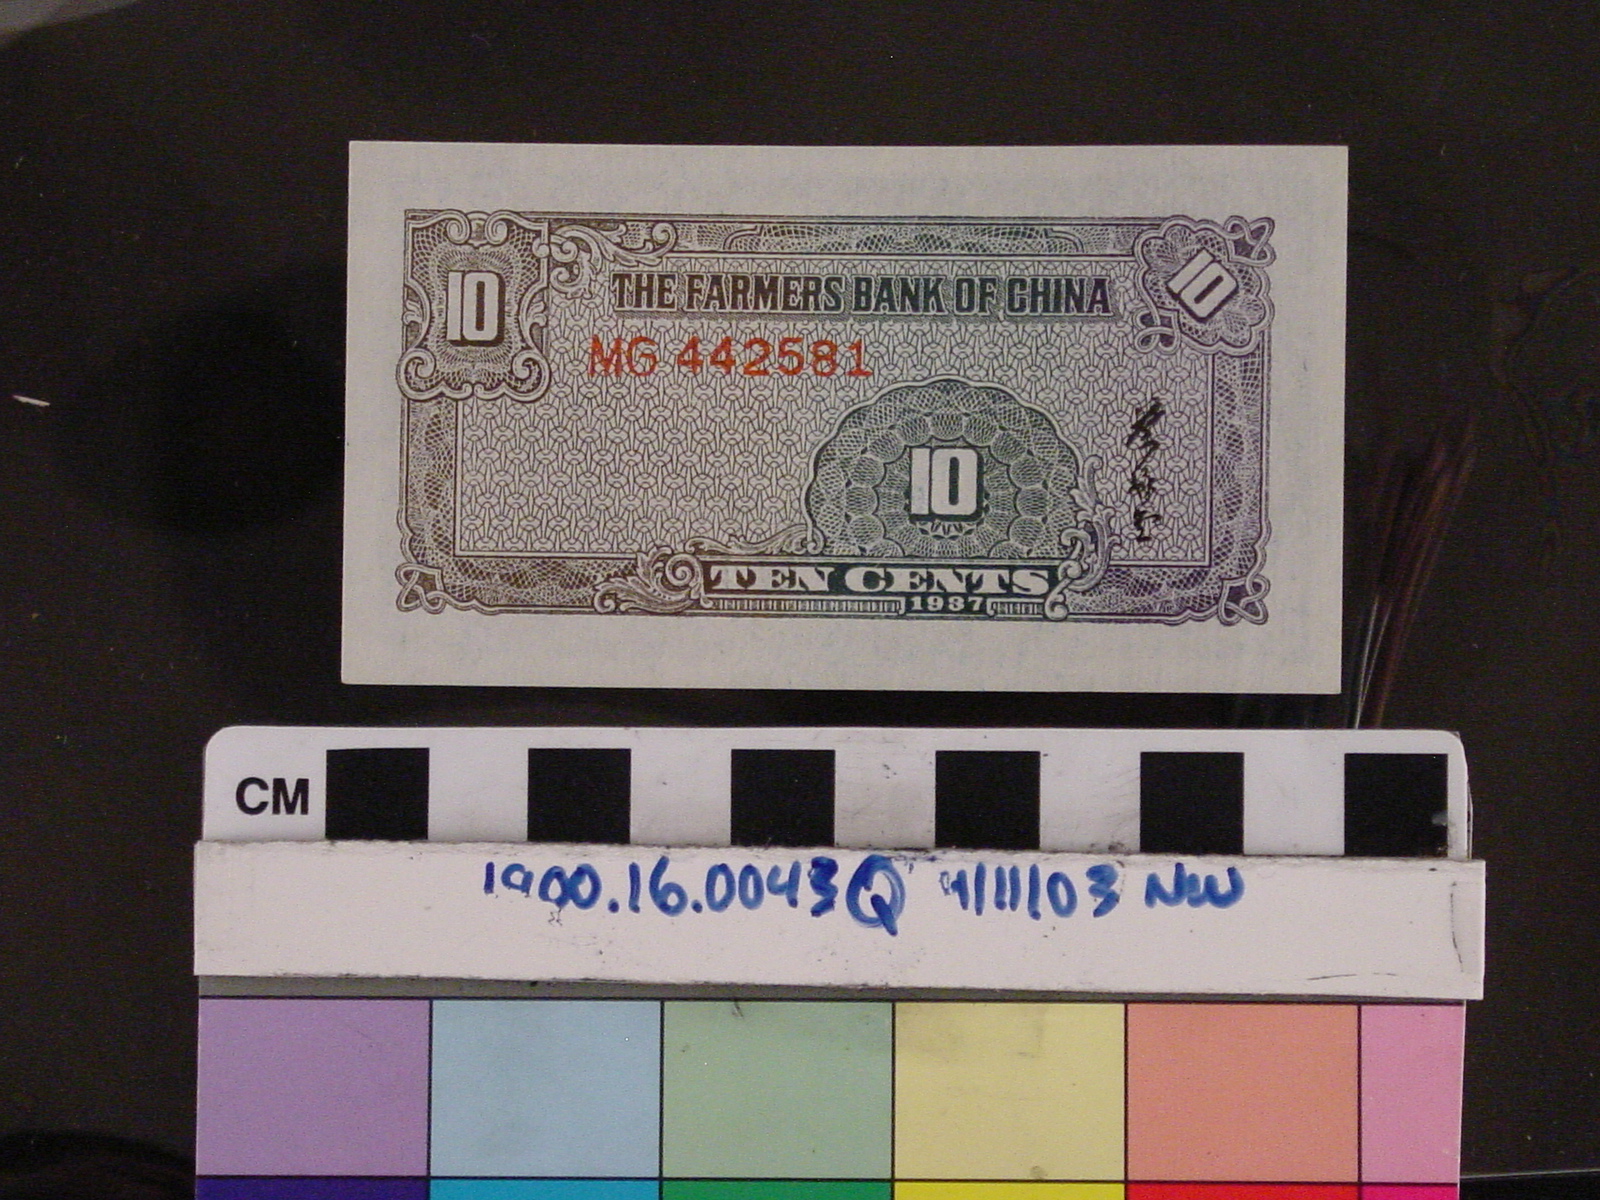 10
10
THE FARMERS BANK OF CHINA
MG 442581
10
TEN CENTS
1937
CM
1900.16.0043Q 4/11/03 NW